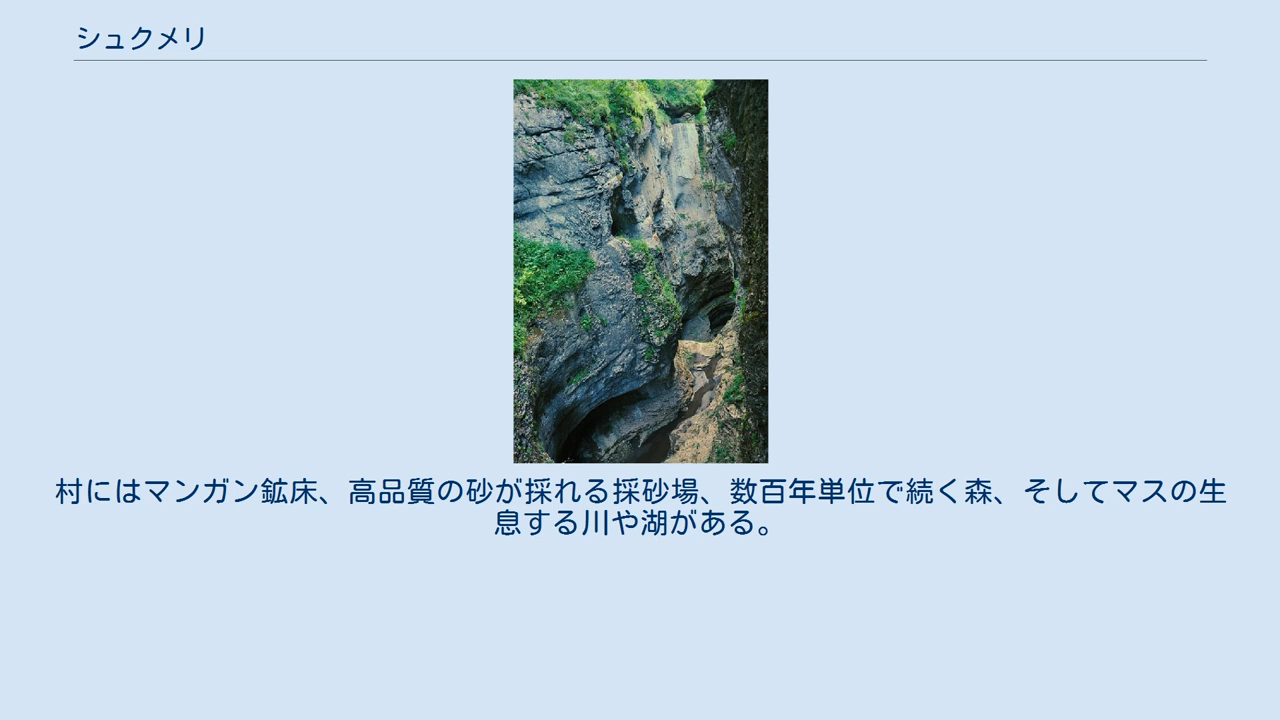 シュクメリ
村にはマンガン鉱床、高品質の砂が採れる採砂場、数百年単位で続く森、そしてマスの生
息する川や湖がある。